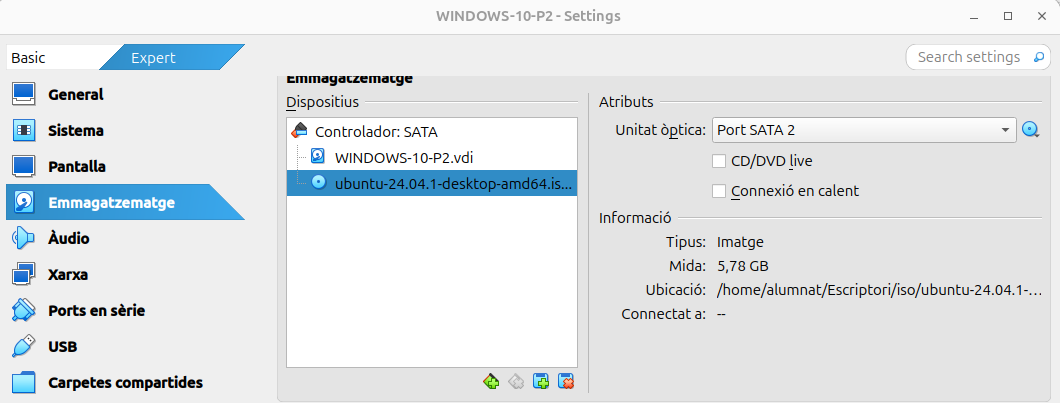 WINDOWS-10-P2 - Settings
Basic
Expert
Search settings
General
Sistema
Pantalla
Emmagatzematge
Àudio
Xarxa
Ports en sèrie
USB
Carpetes compartides
Emmagatzematge
Dispositius
Controlador: SATA
WINDOWS-10-P2.vdi
ubuntu-24.04.1-desktop-amd64.is...
Atributs
Unitat òptica: Port SATA 2
CD/DVD live
Connexió en calent
Informació
Tipus: Imatge
Mida: 5,78 GB
Ubicació: /home/alumnat/Escriptori/iso/ubuntu-24.04.1-...
Connectat a: --